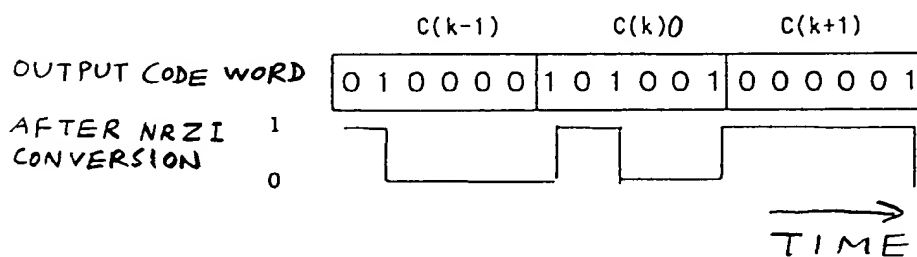 C(k-1) C(k)0 C(k+1)
OUTPUT CODE WORD 0 1 0 0 0 0 1 0 1 0 0 1 0 0 0 0 0 1
AFTER NRZI 1
CONVERSION
0
TIME